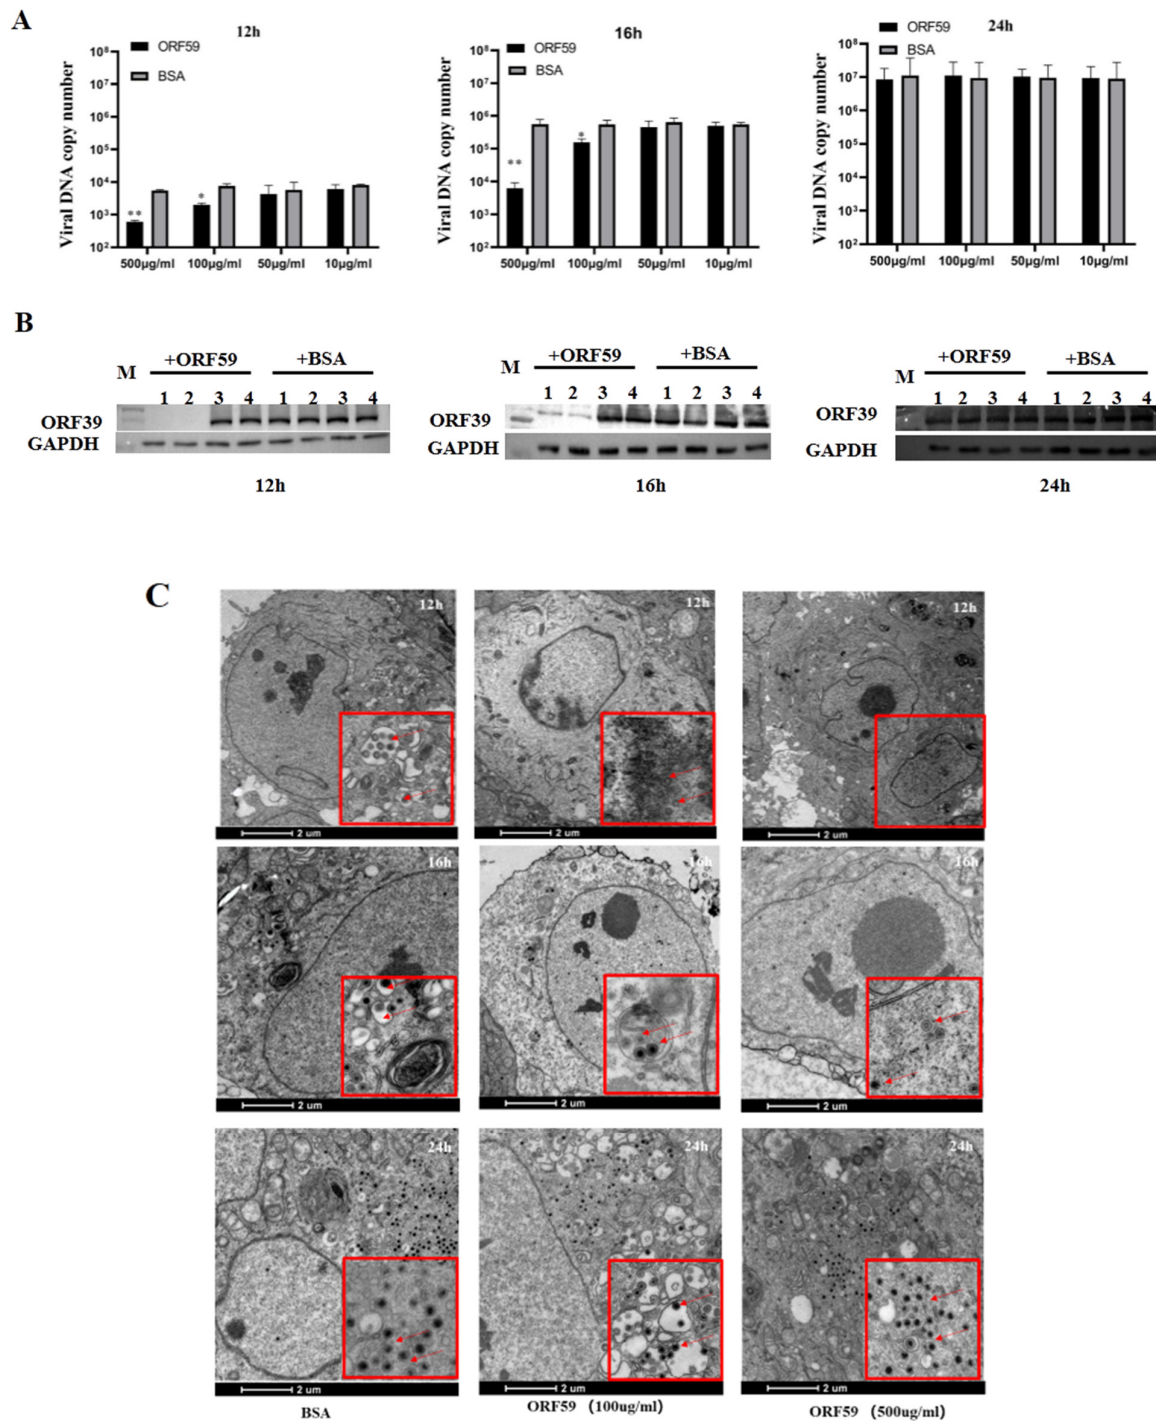 A
12h
ORF59
BSA
Viral DNA copy number
10⁸
10⁷
10⁶
10⁵
10⁴
10³
10²
**
*
500μg/ml 100μg/ml 50μg/ml 10μg/ml
16h
ORF59
BSA
Viral DNA copy number
10⁸
10⁷
10⁶
10⁵
10⁴
10³
10²
**
*
500μg/ml 100μg/ml 50μg/ml 10μg/ml
24h
ORF59
BSA
Viral DNA copy number
10⁸
10⁷
10⁶
10⁵
10⁴
10³
10²
500μg/ml 100μg/ml 50μg/ml 10μg/ml
B
M +ORF59 +BSA
1 2 3 4 1 2 3 4
ORF39
GAPDH
12h
M +ORF59 +BSA
1 2 3 4 1 2 3 4
ORF39
GAPDH
16h
M +ORF59 +BSA
1 2 3 4 1 2 3 4
ORF39
GAPDH
24h
C
12h 12h 12h
2 um 2 um 2 um
16h 16h 16h
2 um 2 um 2 um
24h 24h 24h
2 um 2 um 2 um
BSA ORF59 (100ug/ml) ORF59 (500ug/ml)